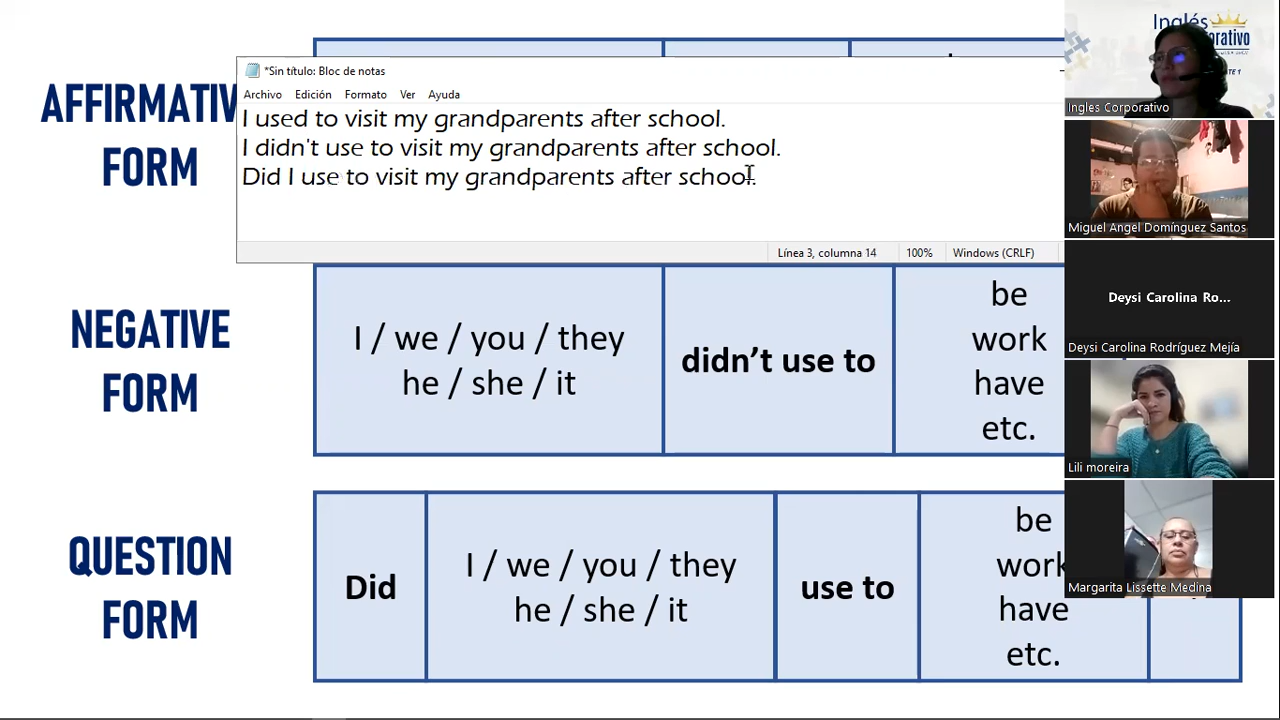 AFFIRMATIV
FORM
*Sin título: Bloc de notas
Archivo Edición Formato Ver Ayuda
I used to visit my grandparents after school.
I didn't use to visit my grandparents after school.
Did I use to visit my grandparents after school.
Línea 3, columna 14 100% Windows (CRLF)
NEGATIVE
FORM
I / we / you / they
he / she / it
didn't use to
be
work
have
etc.
QUESTION
FORM
Did
I / we / you / they
he / she / it
use to
be
work
have
etc.
Inglés
Ingles Corporativo
Miguel Angel Domínguez Santos
Deysi Carolina Ro...
Deysi Carolina Rodríguez Mejía
Lili moreira
Margarita Lissette Medina